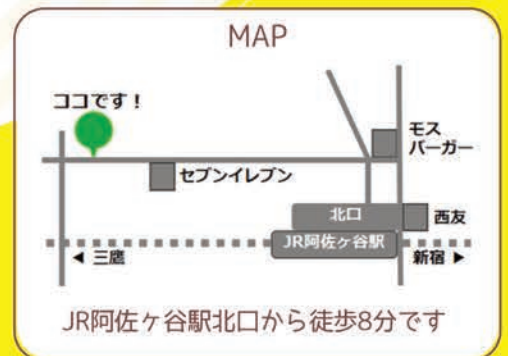 MAP
ココです！
モス
バーガー
セブンイレブン
北口
西友
JR阿佐ヶ谷駅
◀ 三鷹
新宿 ▶
JR阿佐ヶ谷駅北口から徒歩8分です